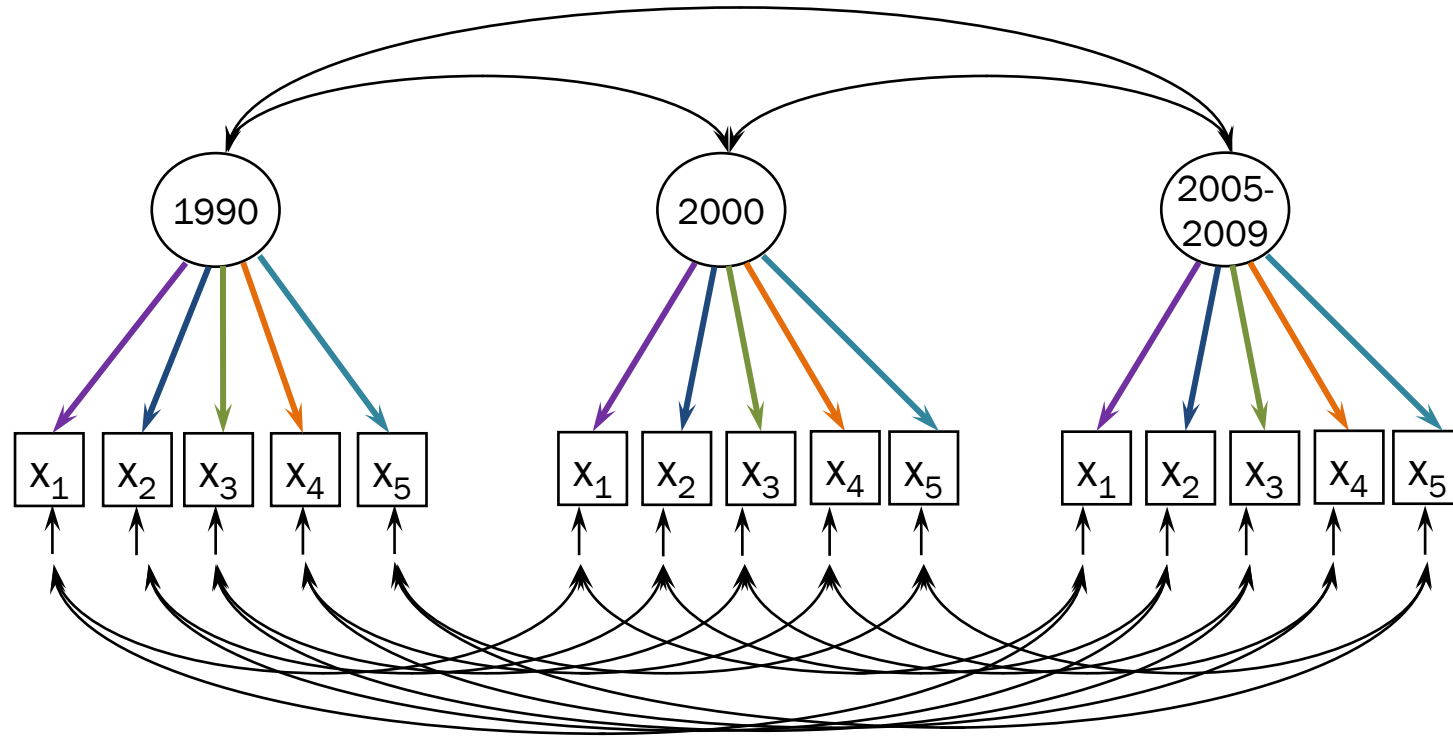 1990
2000
2005-
2009
x₁ x₂ x₃ x₄ x₅
x₁ x₂ x₃ x₄ x₅
x₁ x₂ x₃ x₄ x₅